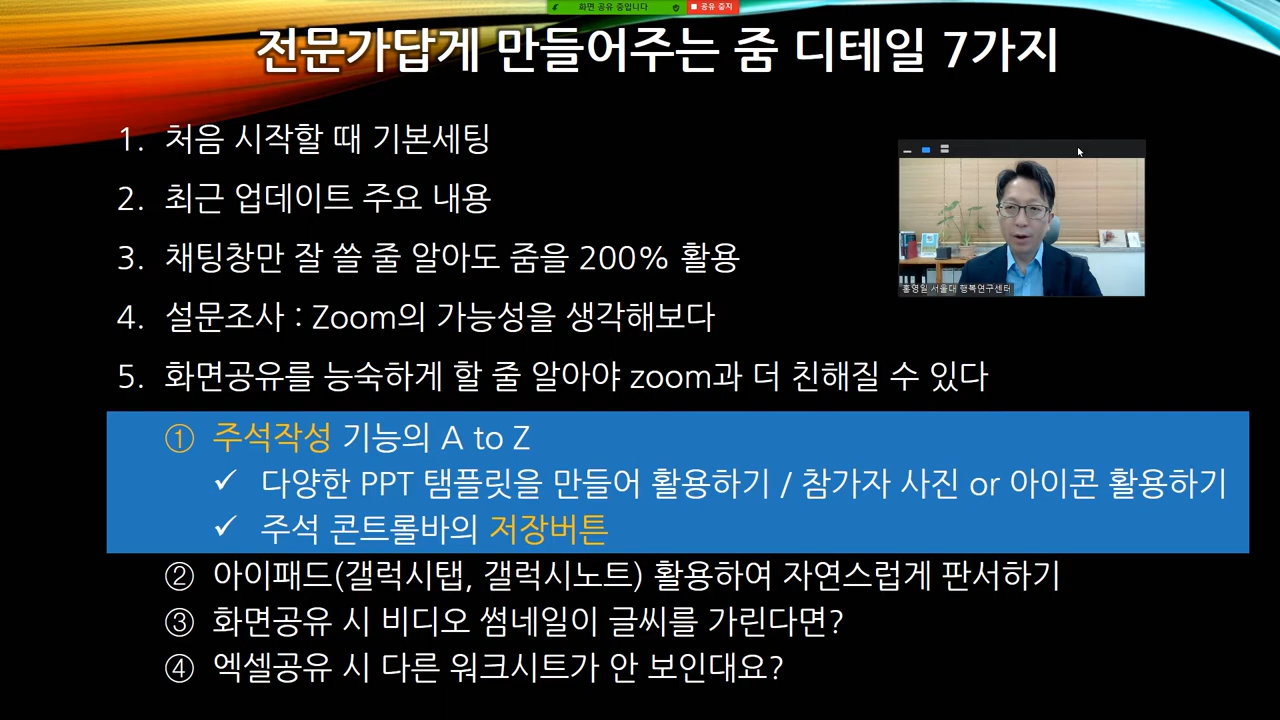 화면 공유 중입니다 공유 중지
전문가답게 만들어주는 줌 디테일 7가지
1. 처음 시작할 때 기본세팅
2. 최근 업데이트 주요 내용
3. 채팅창만 잘 쓸 줄 알아도 줌을 200% 활용
홍영일 서울대 행복연구센터
4. 설문조사 : Zoom의 가능성을 생각해보다
5. 화면공유를 능숙하게 할 줄 알아야 zoom과 더 친해질 수 있다
① 주석작성 기능의 A to Z
✓ 다양한 PPT 탬플릿을 만들어 활용하기 / 참가자 사진 or 아이콘 활용하기
✓ 주석 콘트롤바의 저장버튼
② 아이패드(갤럭시탭, 갤럭시노트) 활용하여 자연스럽게 판서하기
③ 화면공유 시 비디오 썸네일이 글씨를 가린다면?
④ 엑셀공유 시 다른 워크시트가 안 보인대요?